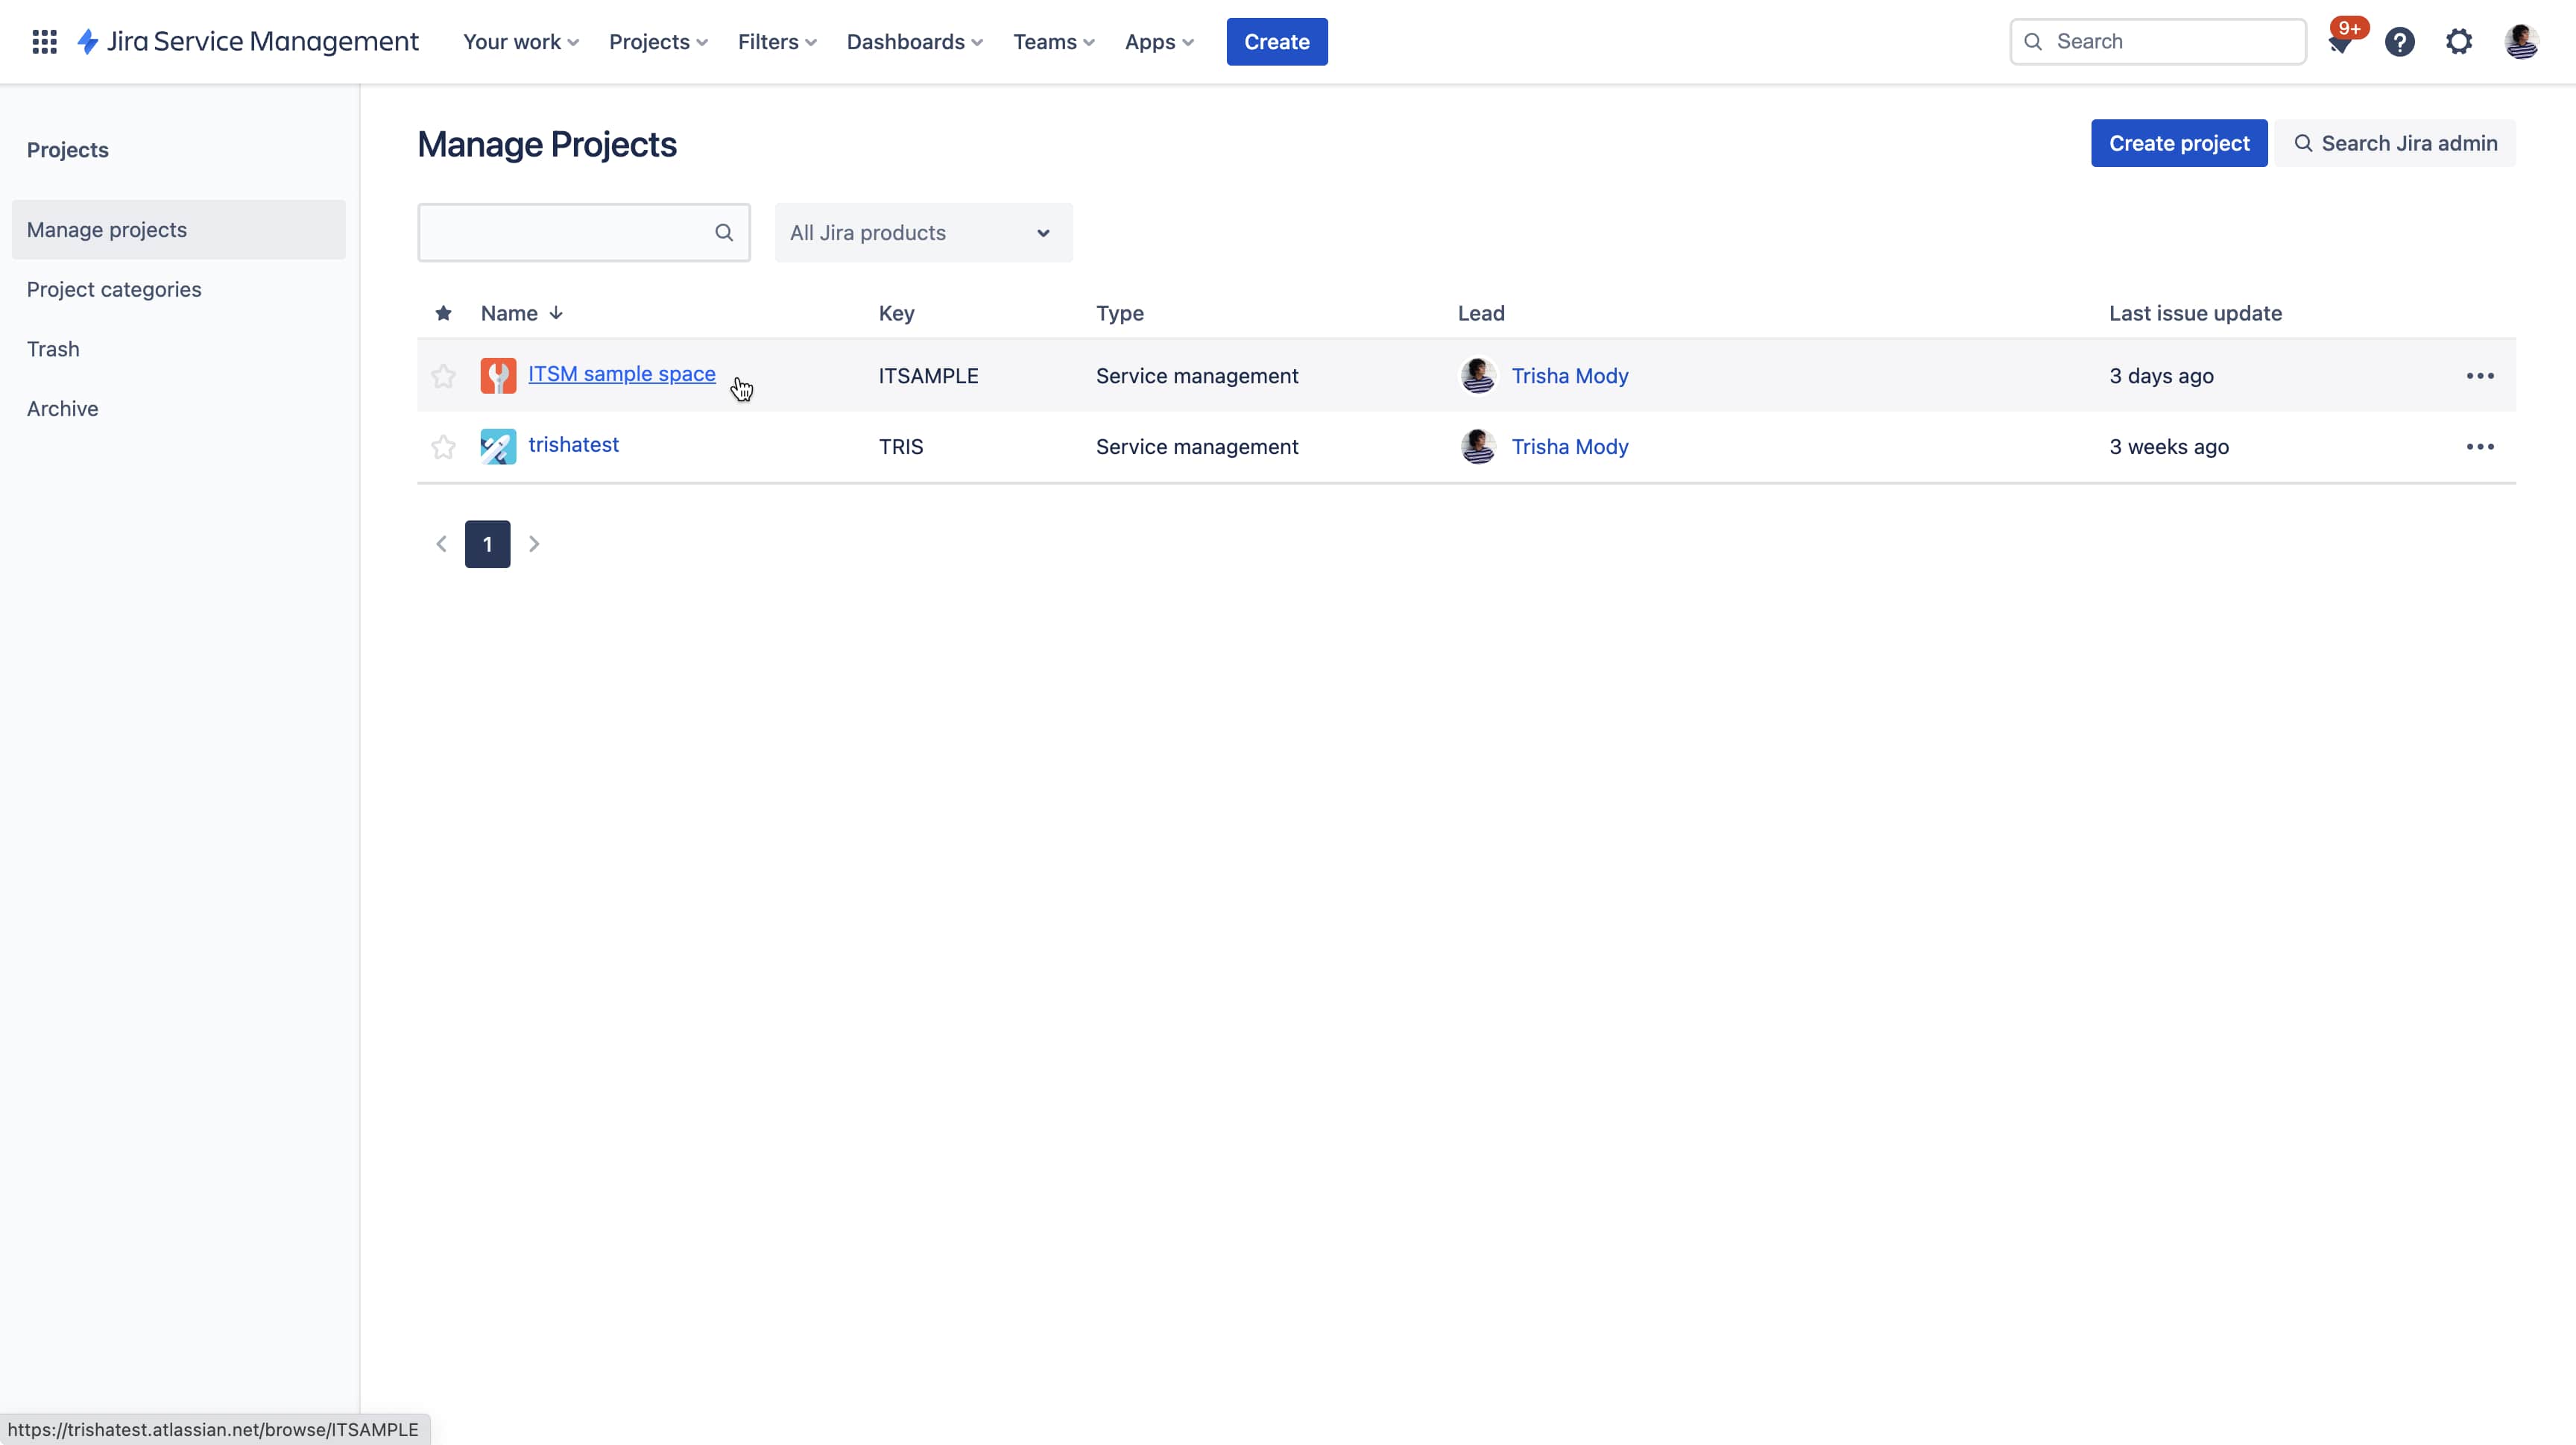 Jira Service Management Your work Projects Filters Dashboards Teams Apps Create Search 9+
Projects
Manage projects
Project categories
Trash
Archive
Manage Projects
Create project Search Jira admin
All Jira products
Name Key Type Lead Last issue update
ITSM sample space ITSAMPLE Service management Trisha Mody 3 days ago
trishatest TRIS Service management Trisha Mody 3 weeks ago
1
https://trishatest.atlassian.net/browse/ITSAMPLE